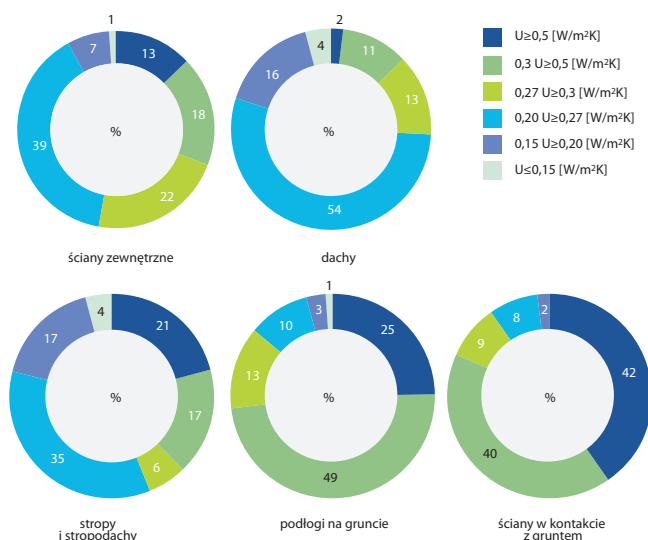 1
13
18
22
39
7
%
ściany zewnętrzne
2
11
13
54
16
4
%
dachy
U≥0,5 [W/m²K]
0,3 U≥0,5 [W/m²K]
0,27 U≥0,3 [W/m²K]
0,20 U≥0,27 [W/m²K]
0,15 U≥0,20 [W/m²K]
U≤0,15 [W/m²K]
4
21
17
6
35
17
%
stropy
i stropodachy
1
25
49
13
10
3
%
podłogi na gruncie
2
42
40
9
8
%
ściany w kontakcie
z gruntem